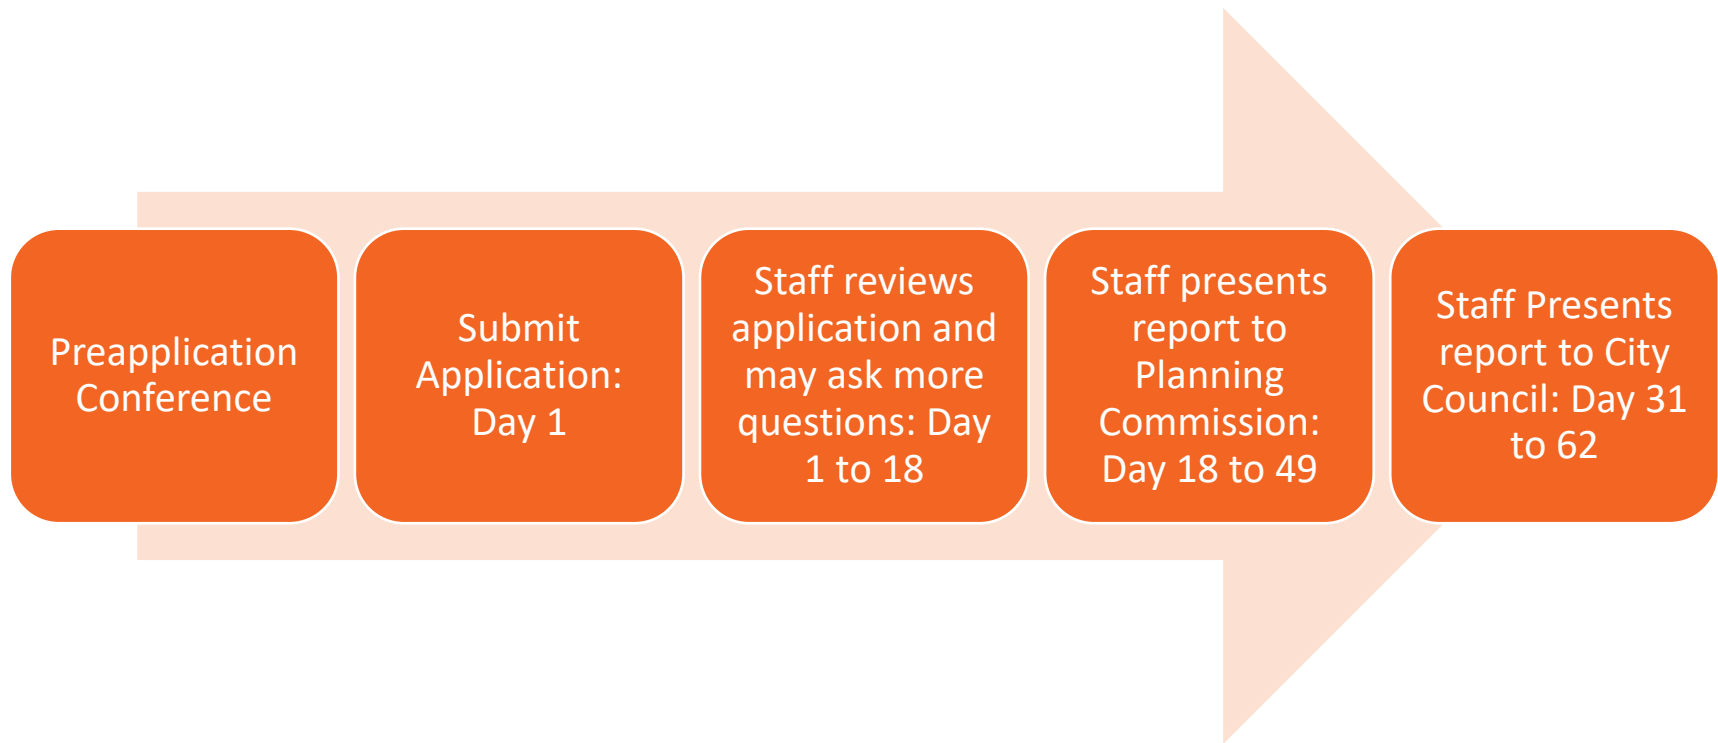 Preapplication
Conference
Submit
Application:
Day 1
Staff reviews
application and
may ask more
questions: Day
1 to 18
Staff presents
report to
Planning
Commission:
Day 18 to 49
Staff Presents
report to City
Council: Day 31
to 62